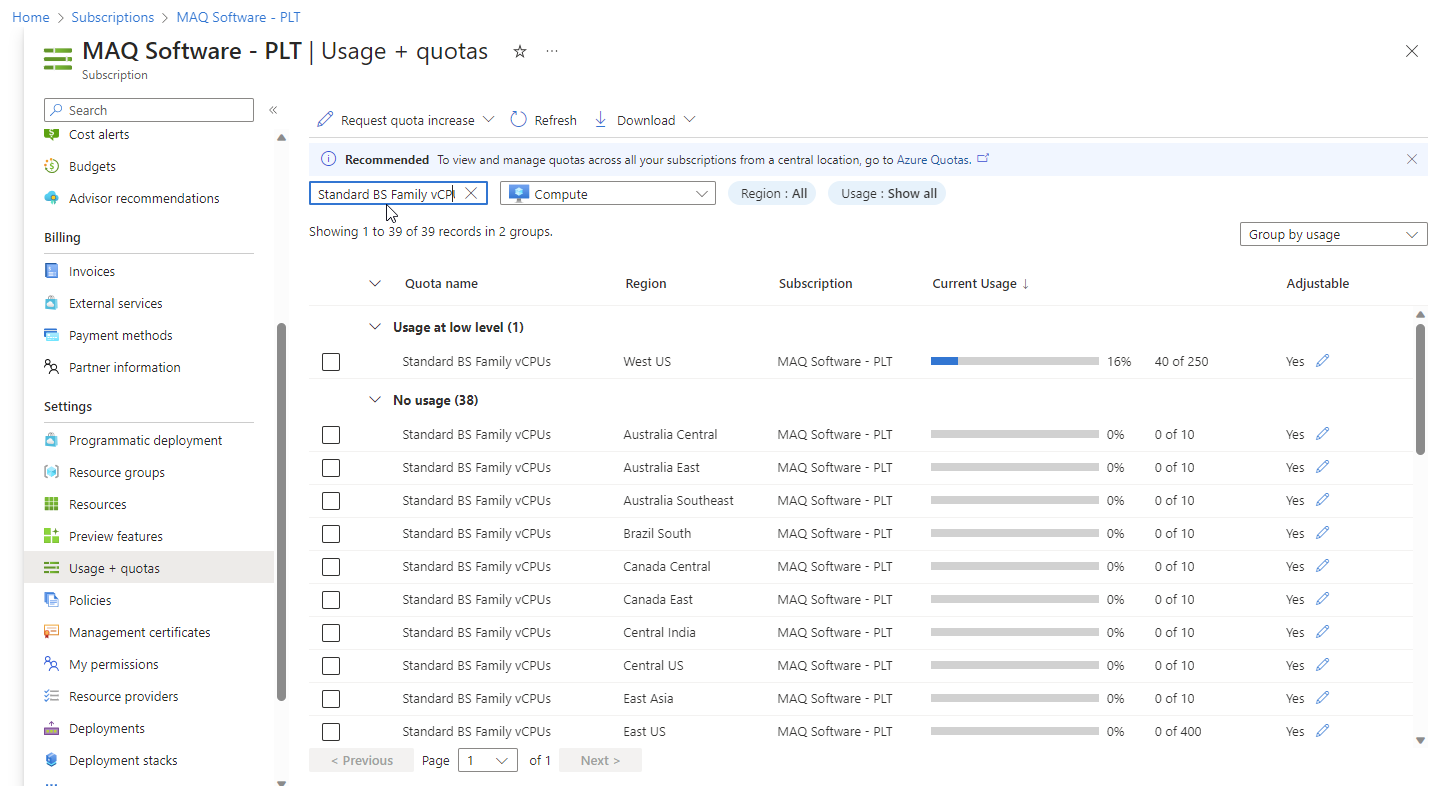 Home > Subscriptions > MAQ Software - PLT
MAQ Software - PLT | Usage + quotas
Subscription
Search
Cost alerts
Budgets
Advisor recommendations
Billing
Invoices
External services
Payment methods
Partner information
Settings
Programmatic deployment
Resource groups
Resources
Preview features
Usage + quotas
Policies
Management certificates
My permissions
Resource providers
Deployments
Deployment stacks
Request quota increase Refresh Download
Recommended To view and manage quotas across all your subscriptions from a central location, go to Azure Quotas.
Standard BS Family vCP Compute Region : All Usage : Show all
Showing 1 to 39 of 39 records in 2 groups.
Group by usage
Quota name Region Subscription Current Usage ↓ Adjustable
Usage at low level (1)
Standard BS Family vCPUs West US MAQ Software - PLT 16% 40 of 250 Yes
No usage (38)
Standard BS Family vCPUs Australia Central MAQ Software - PLT 0% 0 of 10 Yes
Standard BS Family vCPUs Australia East MAQ Software - PLT 0% 0 of 10 Yes
Standard BS Family vCPUs Australia Southeast MAQ Software - PLT 0% 0 of 10 Yes
Standard BS Family vCPUs Brazil South MAQ Software - PLT 0% 0 of 10 Yes
Standard BS Family vCPUs Canada Central MAQ Software - PLT 0% 0 of 10 Yes
Standard BS Family vCPUs Canada East MAQ Software - PLT 0% 0 of 10 Yes
Standard BS Family vCPUs Central India MAQ Software - PLT 0% 0 of 10 Yes
Standard BS Family vCPUs Central US MAQ Software - PLT 0% 0 of 10 Yes
Standard BS Family vCPUs East Asia MAQ Software - PLT 0% 0 of 10 Yes
Standard BS Family vCPUs East US MAQ Software - PLT 0% 0 of 400 Yes
< Previous Page 1 of 1 Next >